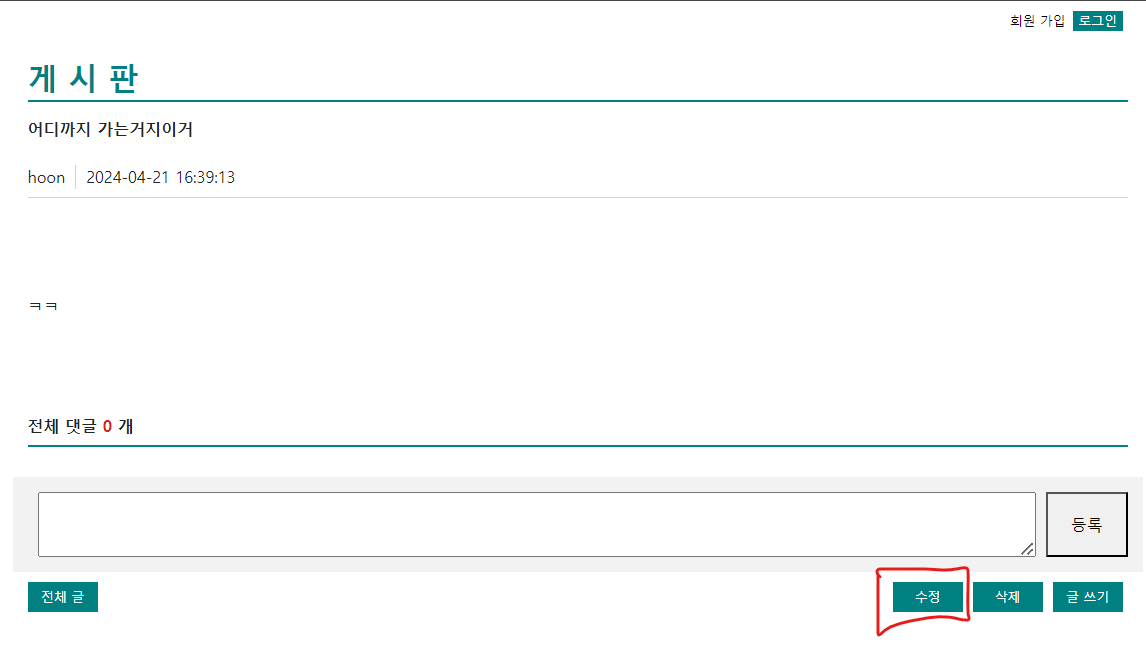 회원 가입 로그인
게 시 판
어디까지 가는거지이거
hoon 2024-04-21 16:39:13
ㅋㅋ
전체 댓글 0 개
등록
전체 글 수정 삭제 글 쓰기